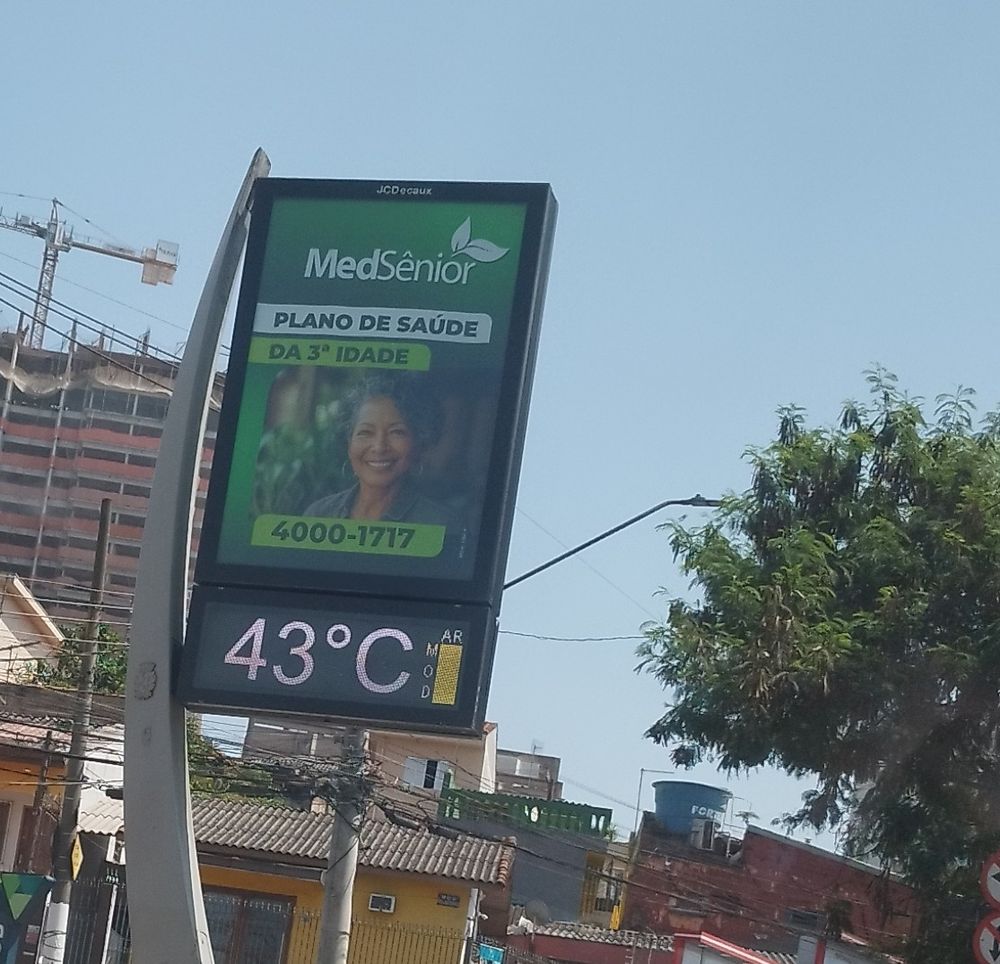 JCDecaux
MedSênior
PLANO DE SAÚDE
DA 3ª IDADE
4000-1717
43°C
AR
MOD